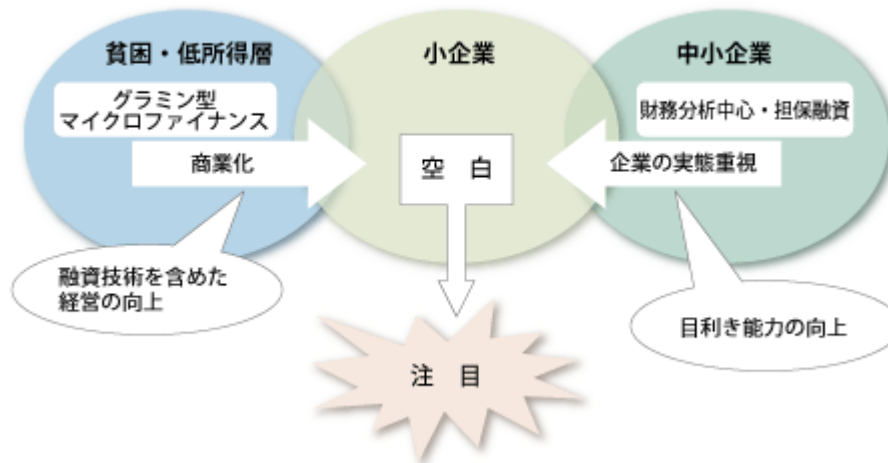 貧困・低所得層
グラミン型
マイクロファイナンス
商業化
融資技術を含めた
経営の向上
小企業
空 白
注 目
中小企業
財務分析中心・担保融資
企業の実態重視
目利き能力の向上